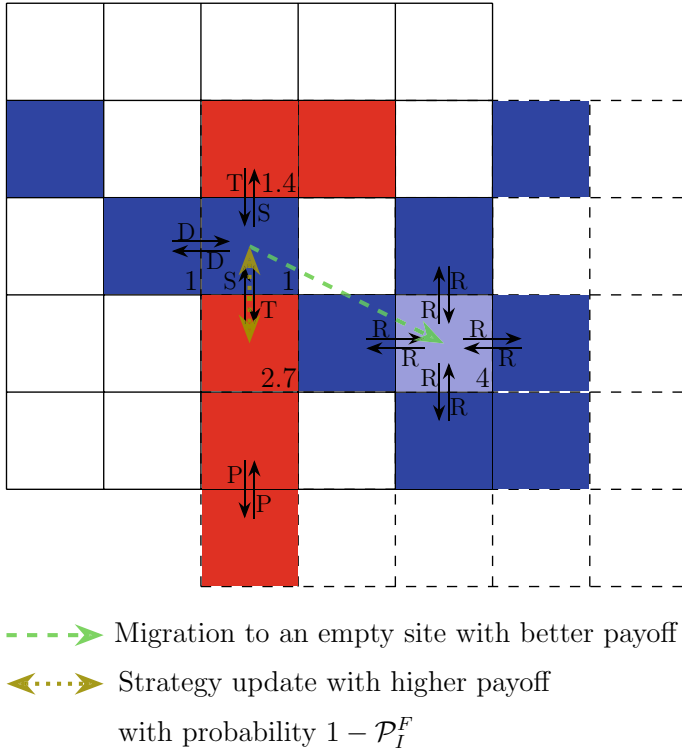 T 1.4
S
D
D
S
1 1
T
R R
R R
R R
2.7 R 4
R
P
P
Migration to an empty site with better payoff
Strategy update with higher payoff
with probability 1 − 𝒫_I^F